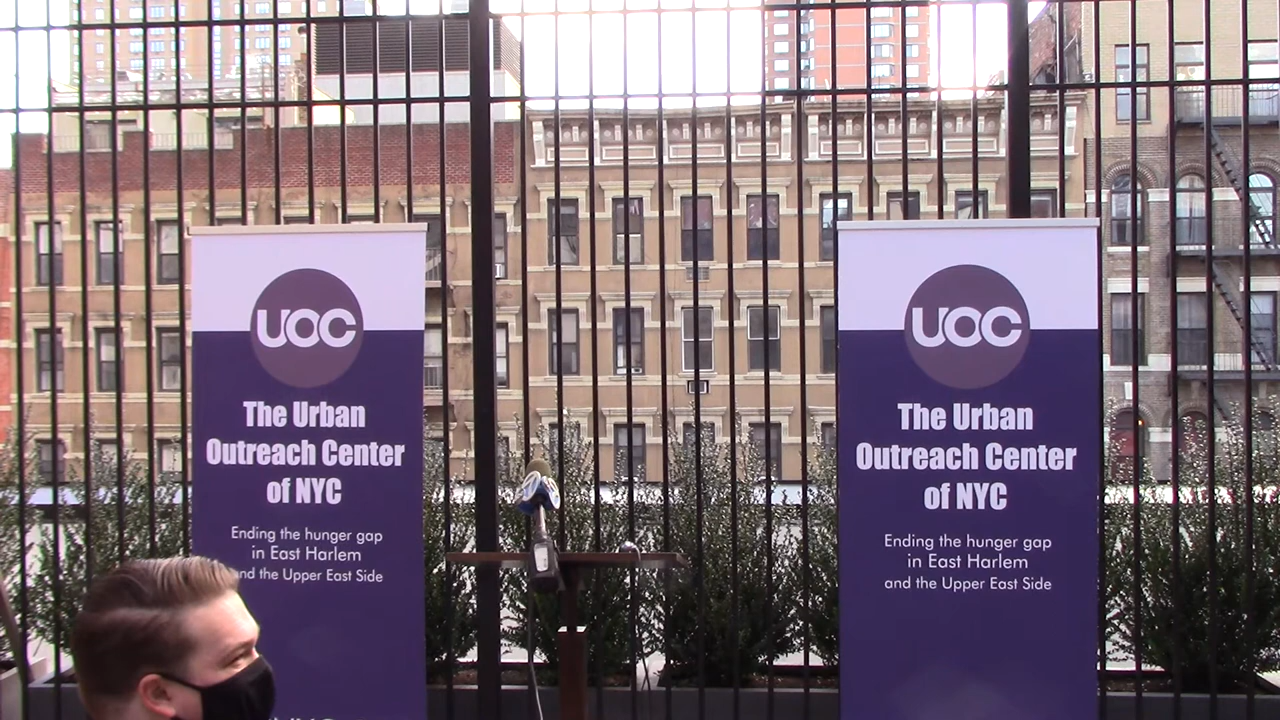 UOC
The Urban
Outreach Center
of NYC
Ending the hunger gap
in East Harlem
and the Upper East Side
UOC
The Urban
Outreach Center
of NYC
Ending the hunger gap
in East Harlem
and the Upper East Side